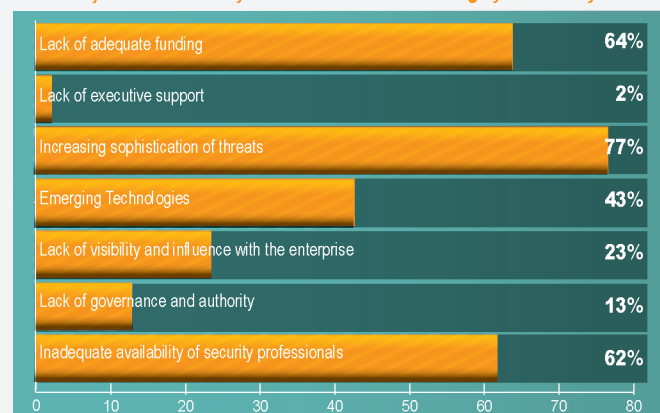 Lack of adequate funding 64%
Lack of executive support 2%
Increasing sophistication of threats 77%
Emerging Technologies 43%
Lack of visibility and influence with the enterprise 23%
Lack of governance and authority 13%
Inadequate availability of security professionals 62%
0 10 20 30 40 50 60 70 80